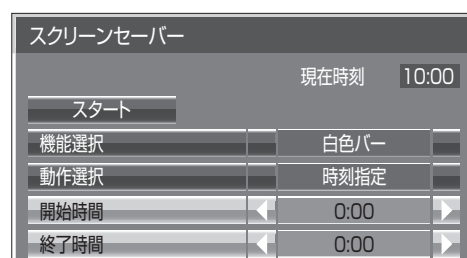 スクリーンセーバー
現在時刻 10:00
スタート
機能選択 白色バー
動作選択 時刻指定
開始時間 0:00
終了時間 0:00